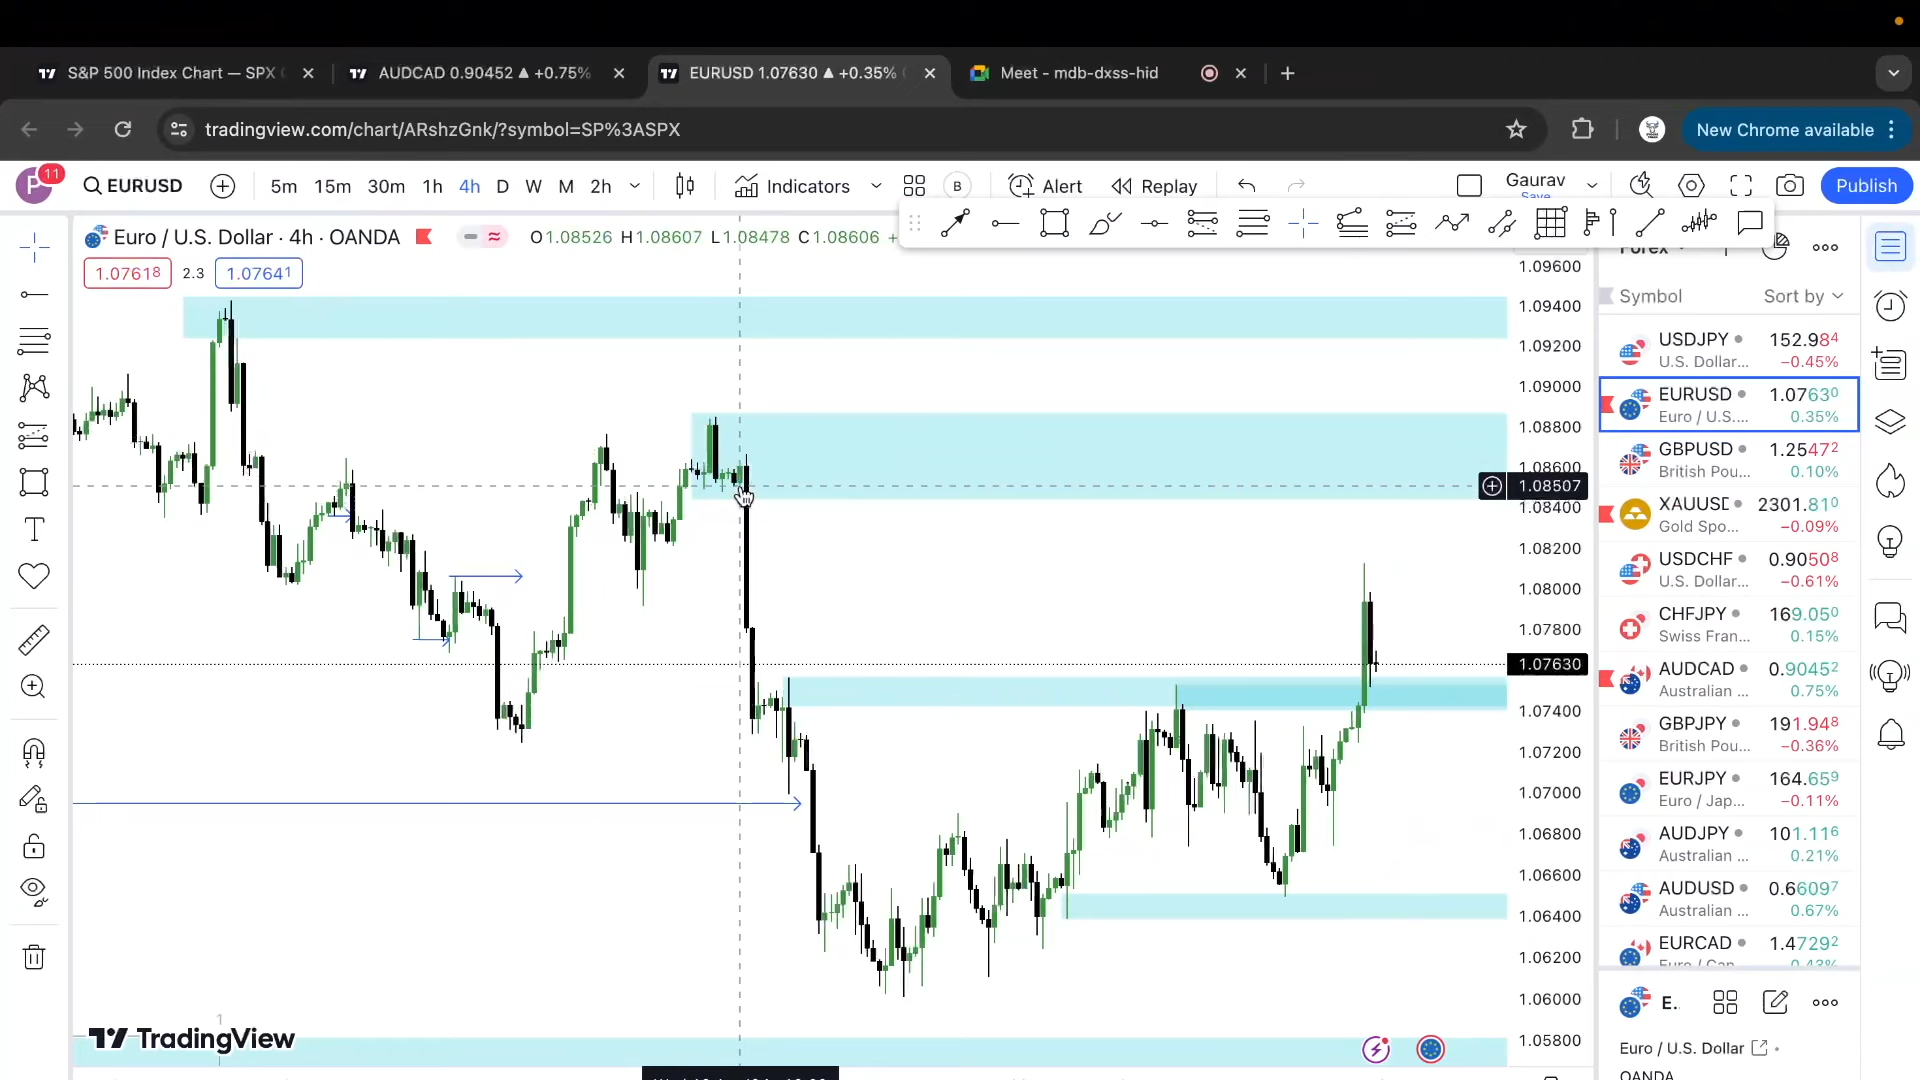 S&P 500 Index Chart — SPX
AUDCAD 0.90452 ▲ +0.75%
EURUSD 1.07630 ▲ +0.35%
Meet - mdb-dxss-hid
tradingview.com/chart/ARshzGnk/?symbol=SP%3ASPX
New Chrome available
P
11
EURUSD
5m 15m 30m 1h 4h D W M 2h
Indicators
B
Alert
Replay
Gaurav
Save
Publish
Euro / U.S. Dollar · 4h · OANDA
O1.08526 H1.08607 L1.08478 C1.08606
1.07618
2.3
1.07641
Forex
Symbol
Sort by
1.09600
1.09400
1.09200
1.09000
1.08800
1.08600
1.08507
1.08400
1.08200
1.08000
1.07800
1.07630
1.07400
1.07200
1.07000
1.06800
1.06600
1.06400
1.06200
1.06000
1.05800
USDJPY 152.984
U.S. Dollar... −0.45%
EURUSD 1.07630
Euro / U.S.... 0.35%
GBPUSD 1.25472
British Pou... 0.10%
XAUUSD 2301.810
Gold Spo... −0.09%
USDCHF 0.90508
U.S. Dollar... −0.61%
CHFJPY 169.050
Swiss Fran... 0.15%
AUDCAD 0.90452
Australian ... 0.75%
GBPJPY 191.948
British Pou... −0.36%
EURJPY 164.659
Euro / Jap... −0.11%
AUDJPY 101.116
Australian ... 0.21%
AUDUSD 0.66097
Australian ... 0.67%
EURCAD 1.47292
Euro / Can... 0.43%
E.
Euro / U.S. Dollar
OANDA
1
TradingView